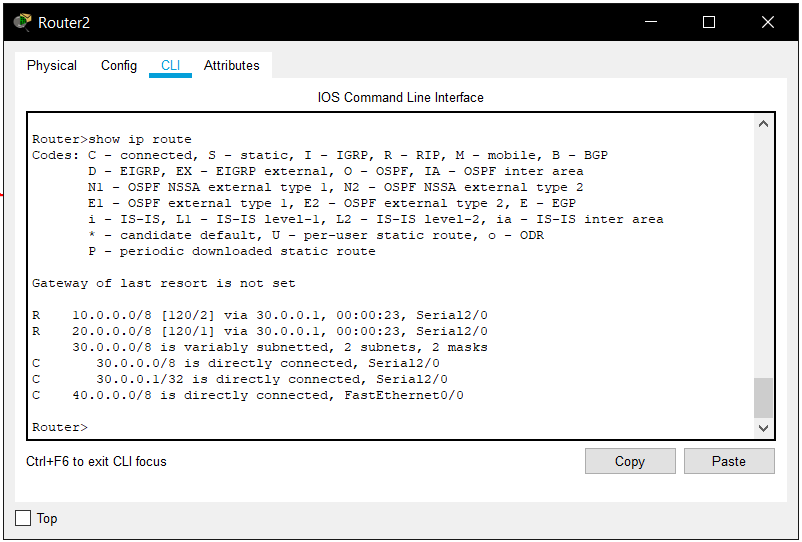 Router2
Physical Config CLI Attributes
IOS Command Line Interface
Router>show ip route
Codes: C - connected, S - static, I - IGRP, R - RIP, M - mobile, B - BGP
       D - EIGRP, EX - EIGRP external, O - OSPF, IA - OSPF inter area
       N1 - OSPF NSSA external type 1, N2 - OSPF NSSA external type 2
       E1 - OSPF external type 1, E2 - OSPF external type 2, E - EGP
       i - IS-IS, L1 - IS-IS level-1, L2 - IS-IS level-2, ia - IS-IS inter area
       * - candidate default, U - per-user static route, o - ODR
       P - periodic downloaded static route
Gateway of last resort is not set
R    10.0.0.0/8 [120/2] via 30.0.0.1, 00:00:23, Serial2/0
R    20.0.0.0/8 [120/1] via 30.0.0.1, 00:00:23, Serial2/0
     30.0.0.0/8 is variably subnetted, 2 subnets, 2 masks
C       30.0.0.0/8 is directly connected, Serial2/0
C       30.0.0.1/32 is directly connected, Serial2/0
C    40.0.0.0/8 is directly connected, FastEthernet0/0
Router>
Ctrl+F6 to exit CLI focus Copy Paste
Top